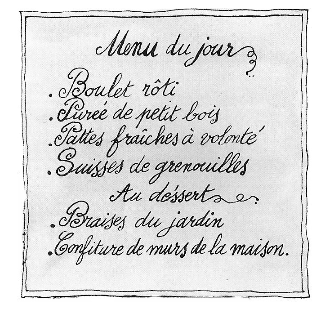 Menu du jour
. Boulet rôti
. Purée de petit bois
. Pattes fraîches à volonté
. Suisses de grenouilles
Au déssert
. Braises du jardin
. Confiture de murs de la maison.